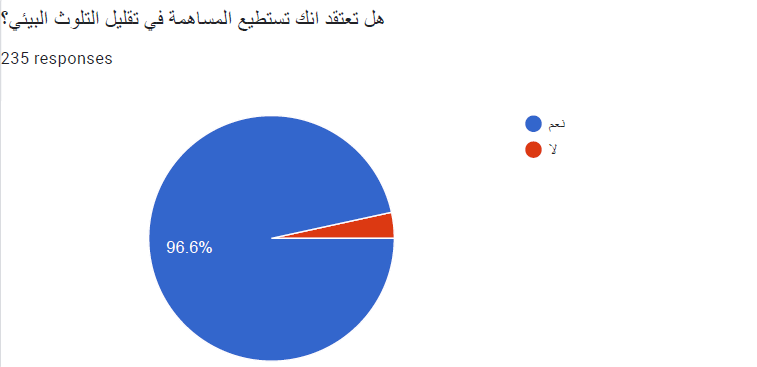 هل تعتقد انك تستطيع المساهمة في تقليل التلوث البيئي؟
235 responses
نعم
لا
96.6%